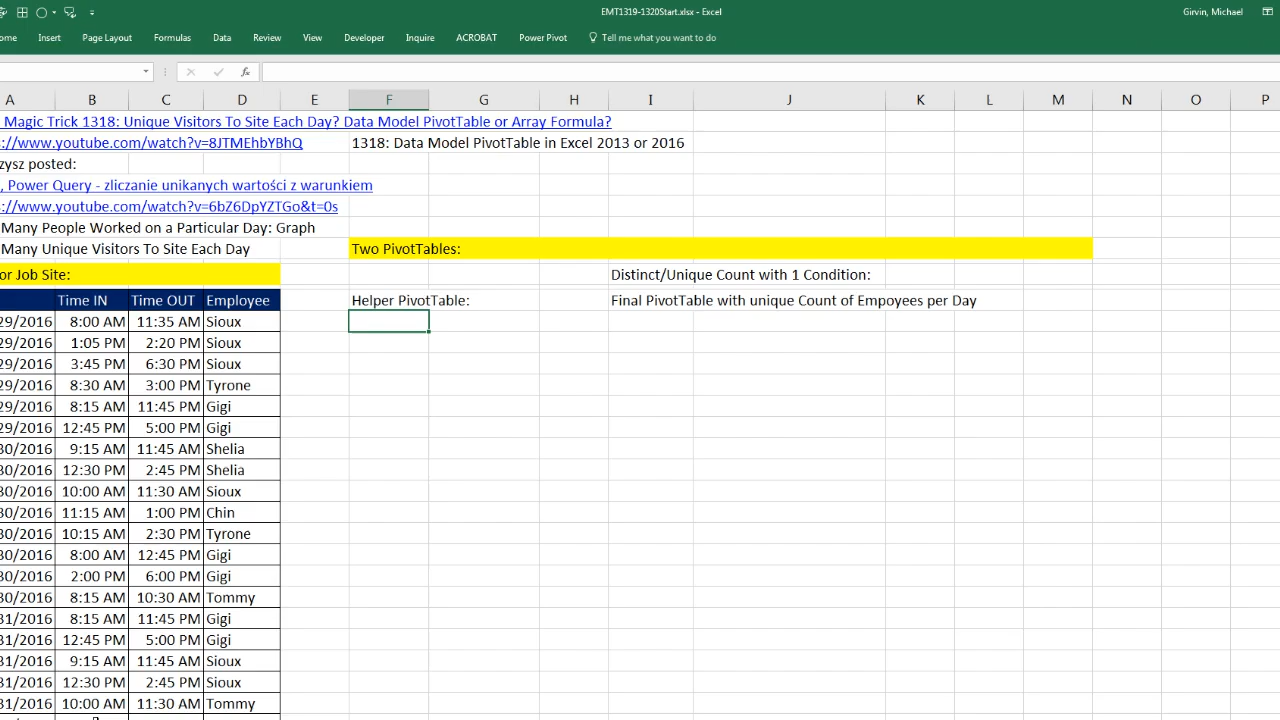 EMT1319-1320Start.xlsx - Excel
Girvin, Michael
ome Insert Page Layout Formulas Data Review View Developer Inquire ACROBAT Power Pivot Tell me what you want to do
fx
A B C D E F G H I J K L M N O P
Magic Trick 1318: Unique Visitors To Site Each Day? Data Model PivotTable or Array Formula?
s://www.youtube.com/watch?v=8JTMEhbYBhQ 1318: Data Model PivotTable in Excel 2013 or 2016
zysz posted:
, Power Query - zliczanie unikanych wartości z warunkiem
s://www.youtube.com/watch?v=6bZ6DpYZTGo&t=0s
Many People Worked on a Particular Day: Graph
Many Unique Visitors To Site Each Day Two PivotTables:
or Job Site: Distinct/Unique Count with 1 Condition:
Time IN Time OUT Employee Helper PivotTable: Final PivotTable with unique Count of Empoyees per Day
29/2016 8:00 AM 11:35 AM Sioux
29/2016 1:05 PM 2:20 PM Sioux
29/2016 3:45 PM 6:30 PM Sioux
29/2016 8:30 AM 3:00 PM Tyrone
29/2016 8:15 AM 11:45 PM Gigi
29/2016 12:45 PM 5:00 PM Gigi
30/2016 9:15 AM 11:45 AM Shelia
30/2016 12:30 PM 2:45 PM Shelia
30/2016 10:00 AM 11:30 AM Sioux
30/2016 11:15 AM 1:00 PM Chin
30/2016 10:15 AM 2:30 PM Tyrone
30/2016 8:00 AM 12:45 PM Gigi
30/2016 2:00 PM 6:00 PM Gigi
30/2016 8:15 AM 10:30 AM Tommy
31/2016 8:15 AM 11:45 PM Gigi
31/2016 12:45 PM 5:00 PM Gigi
31/2016 9:15 AM 11:45 AM Sioux
31/2016 12:30 PM 2:45 PM Sioux
31/2016 10:00 AM 11:30 AM Tommy